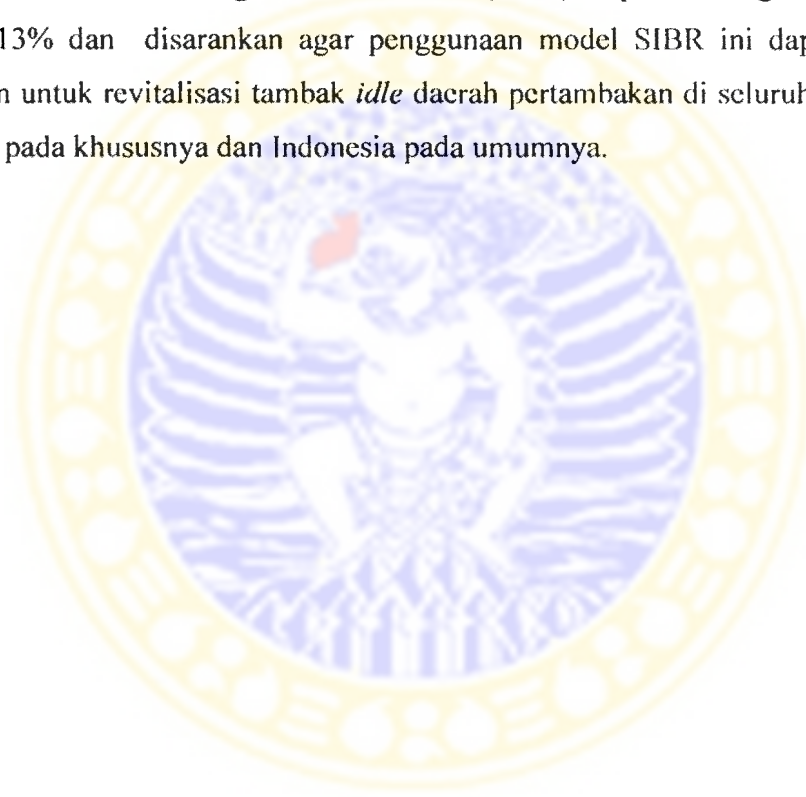 13% dan disarankan agar penggunaan model SIBR ini
untuk revitalisasi tambak idle daerah pertambakan di seluruh
pada khususnya dan Indonesia pada umumnya.